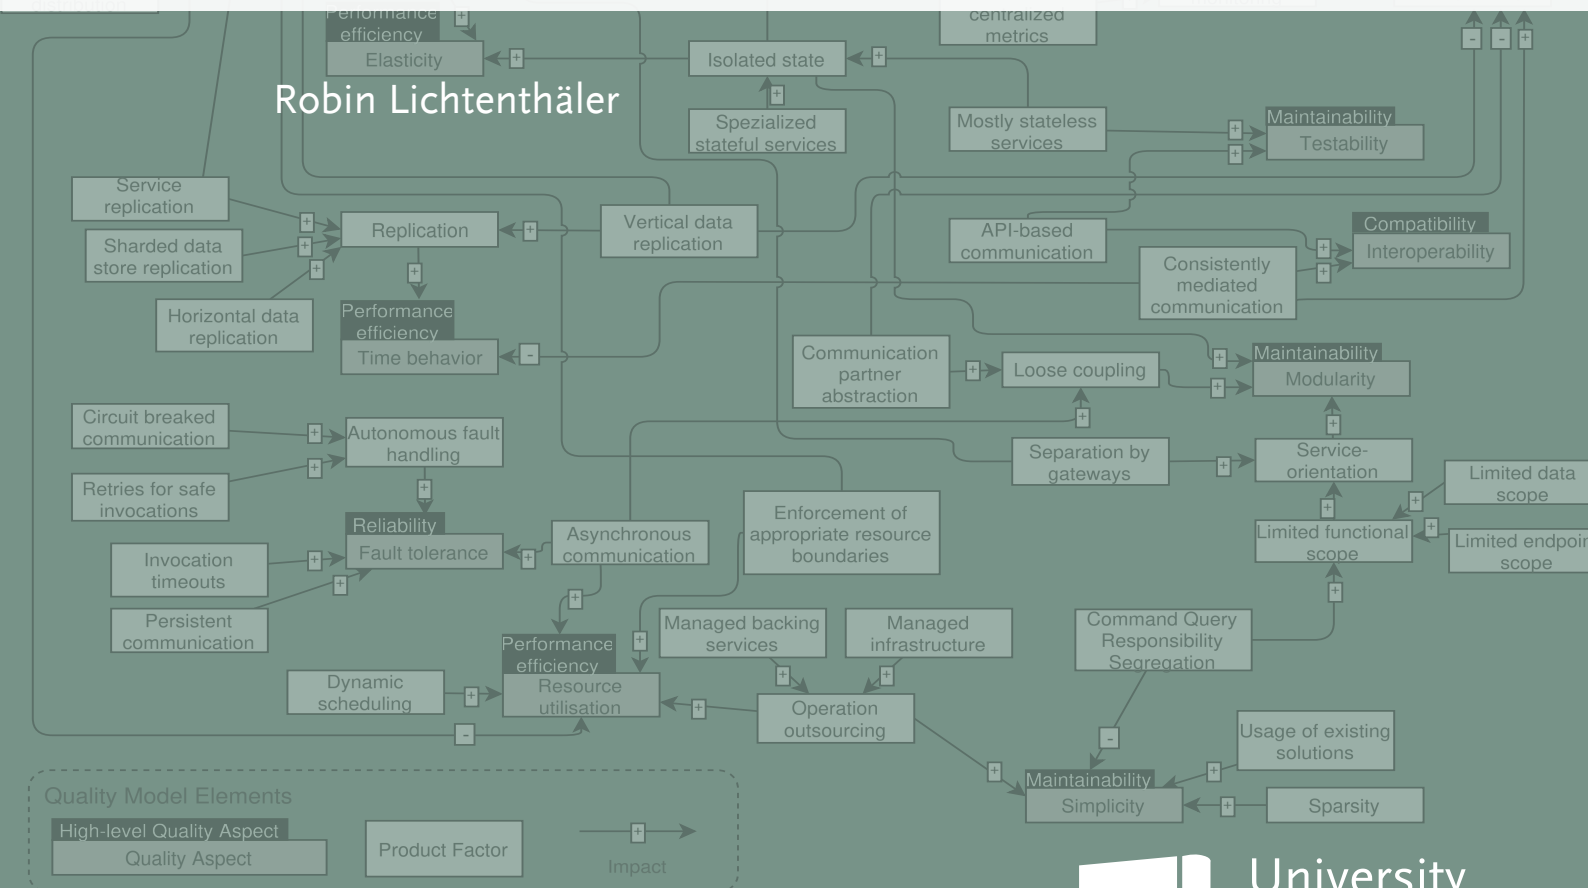 Performance
efficiency
Elasticity
+
+
Isolated state
+
centralized
metrics
-
-
+
Robin Lichtenthäler
+
Spezialized
stateful services
Mostly stateless
services
+
+
Maintainability
Testability
Service
replication
Sharded data
store replication
Horizontal data
replication
+
+
+
Replication
+
Vertical data
replication
+
API-based
communication
Compatibility
Interoperability
+
+
Consistently
mediated
communication
Performance
efficiency
Time behavior
-
Communication
partner
abstraction
+
Loose coupling
+
+
+
Maintainability
Modularity
+
Circuit breaked
communication
Retries for safe
invocations
+
+
Autonomous fault
handling
+
Separation by
gateways
+
Service-
orientation
+
Limited data
scope
+
+
Limited functional
scope
Limited endpoin
scope
Reliability
Fault tolerance
Invocation
timeouts
Persistent
communication
+
+
+
Asynchronous
communication
+
Enforcement of
appropriate resource
boundaries
+
+
Managed backing
services
Managed
infrastructure
Command Query
Responsibility
Segregation
Performance
efficiency
Resource
utilisation
Dynamic
scheduling
+
-
+
+
+
Operation
outsourcing
+
-
+
+
Usage of existing
solutions
Maintainability
Simplicity
Sparsity
Quality Model Elements
High-level Quality Aspect
Quality Aspect
Product Factor
+
Impact
University